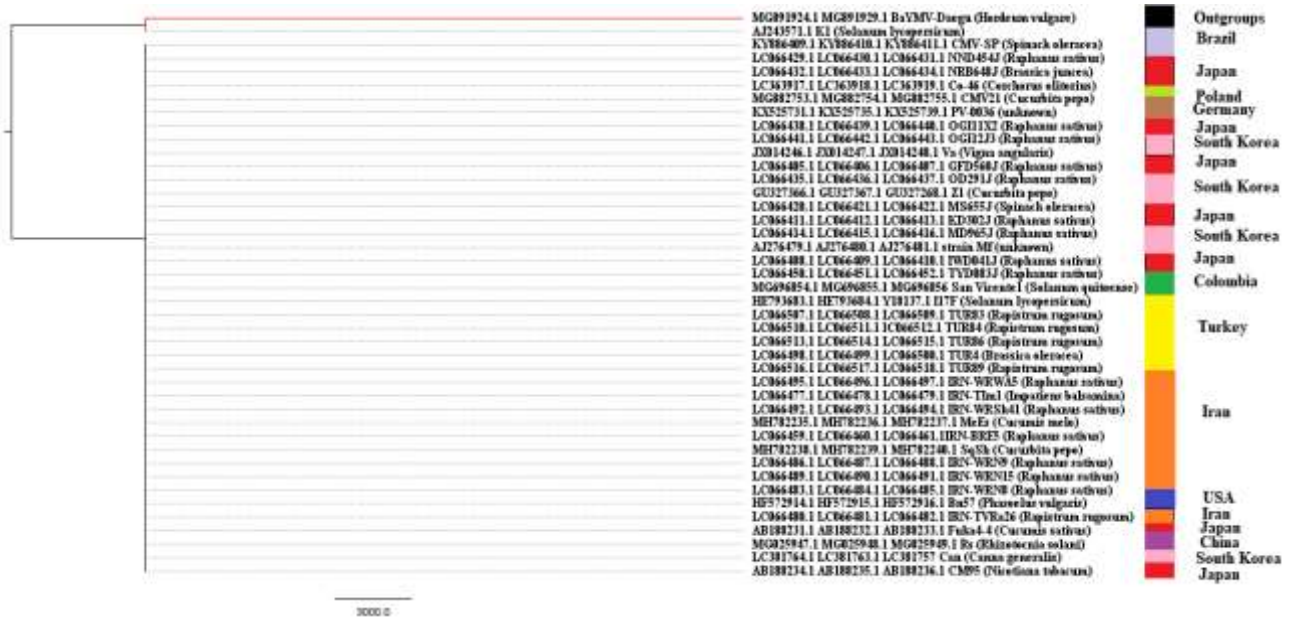 MG891924.1 MG891929.1 BaYMV-Daegu (Hordeum vulgare)
AJ243571.1 K1 (Solanum lycopersicum)
KY886409.1 KY886410.1 KY886411.1 CMV-SP (Spinach oleracea)
LC066429.1 LC066430.1 LC066431.1 NND454J (Raphanus sativus)
LC066432.1 LC066433.1 LC066434.1 NRB648J (Brassica juncea)
LC363917.1 LC363918.1 LC363919.1 Co-46 (Corchorus olitorius)
MG882753.1 MG882754.1 MG882755.1 CMV21 (Cucurbita pepo)
KX525731.1 KX525735.1 KX525739.1 PV-0036 (unknown)
LC066438.1 LC066439.1 LC066440.1 OGI11X2 (Raphanus sativus)
LC066441.1 LC066442.1 LC066443.1 OGI12J3 (Raphanus sativus)
JX014246.1 JX014247.1 JX014248.1 Va (Vigna angularis)
LC066405.1 LC066406.1 LC066407.1 GFD560J (Raphanus sativus)
LC066435.1 LC066436.1 LC066437.1 OD291J (Raphanus sativus)
GU327366.1 GU327367.1 GU327268.1 Z1 (Cucurbita pepo)
LC066420.1 LC066421.1 LC066422.1 MS655J (Spinach oleracea)
LC066411.1 LC066412.1 LC066413.1 KD302J (Raphanus sativus)
LC066414.1 LC066415.1 LC066416.1 MD965J (Raphanus sativus)
AJ276479.1 AJ276480.1 AJ276481.1 strain Mf (unknown)
LC066408.1 LC066409.1 LC066410.1 IWD041J (Raphanus sativus)
LC066450.1 LC066451.1 LC066452.1 TYD083J (Raphanus sativus)
MG696854.1 MG696855.1 MG696856 San Vicente1 (Solanum quitoense)
HE793683.1 HE793684.1 Y18137.1 I17F (Solanum lycopersicum)
LC066507.1 LC066508.1 LC066509.1 TUR83 (Rapistrum rugosum)
LC066510.1 LC066511.1 lC066512.1 TUR84 (Rapistrum rugosum)
LC066513.1 LC066514.1 LC066515.1 TUR86 (Rapistrum rugosum)
LC066498.1 LC066499.1 LC066500.1 TUR4 (Brassica oleracea)
LC066516.1 LC066517.1 LC066518.1 TUR89 (Rapistrum rugosum)
LC066495.1 LC066496.1 LC066497.1 IRN-WRWA5 (Raphanus sativus)
LC066477.1 LC066478.1 LC066479.1 IRN-TIm1 (Impatiens balsamina)
LC066492.1 LC066493.1 LC066494.1 IRN-WRSh41 (Raphanus sativus)
MH782235.1 MH782236.1 MH782237.1 MeEs (Cucumis melo)
LC066459.1 LC066460.1 LC066461.1IRN-BRE5 (Raphanus sativus)
MH782238.1 MH782239.1 MH782240.1 SqSh (Cucurbita pepo)
LC066486.1 LC066487.1 LC066488.1 IRN-WRN9 (Raphanus sativus)
LC066489.1 LC066490.1 LC066491.1 IRN-WRN15 (Raphanus sativus)
LC066483.1 LC066484.1 LC066485.1 IRN-WRN8 (Raphanus sativus)
HF572914.1 HF572915.1 HF572916.1 Bn57 (Phaseolus vulgaris)
LC066480.1 LC066481.1 LC066482.1 IRN-TVRa26 (Rapistrum rugosum)
AB188231.1 AB188232.1 AB188233.1 Fuka4-4 (Cucumis sativus)
MG025947.1 MG025948.1 MG025949.1 Rs (Rhizoctonia solani)
LC381764.1 LC381763.1 LC381757 Can (Canna generalis)
AB188234.1 AB188235.1 AB188236.1 CM95 (Nicotiana tabacum)
Outgroups
Brazil
Japan
Poland
Germany
Japan
South Korea
Japan
South Korea
Japan
South Korea
Japan
Colombia
Turkey
Iran
USA
Iran
Japan
China
South Korea
Japan
3000.0